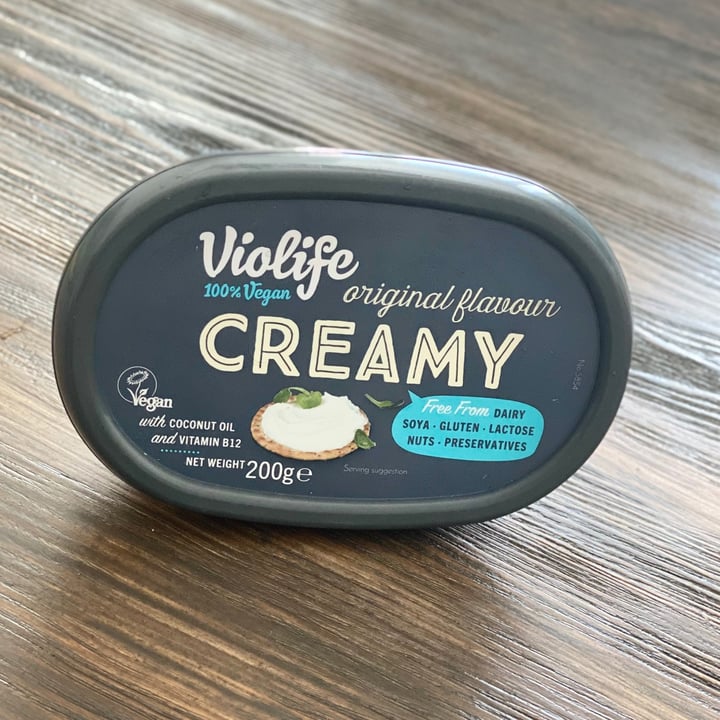 Violife
100% Vegan
original flavour
CREAMY
Vegan
with COCONUT OIL
and VITAMIN B12
NET WEIGHT 200g e
Serving suggestion
Free From DAIRY
SOYA · GLUTEN · LACTOSE
NUTS · PRESERVATIVES